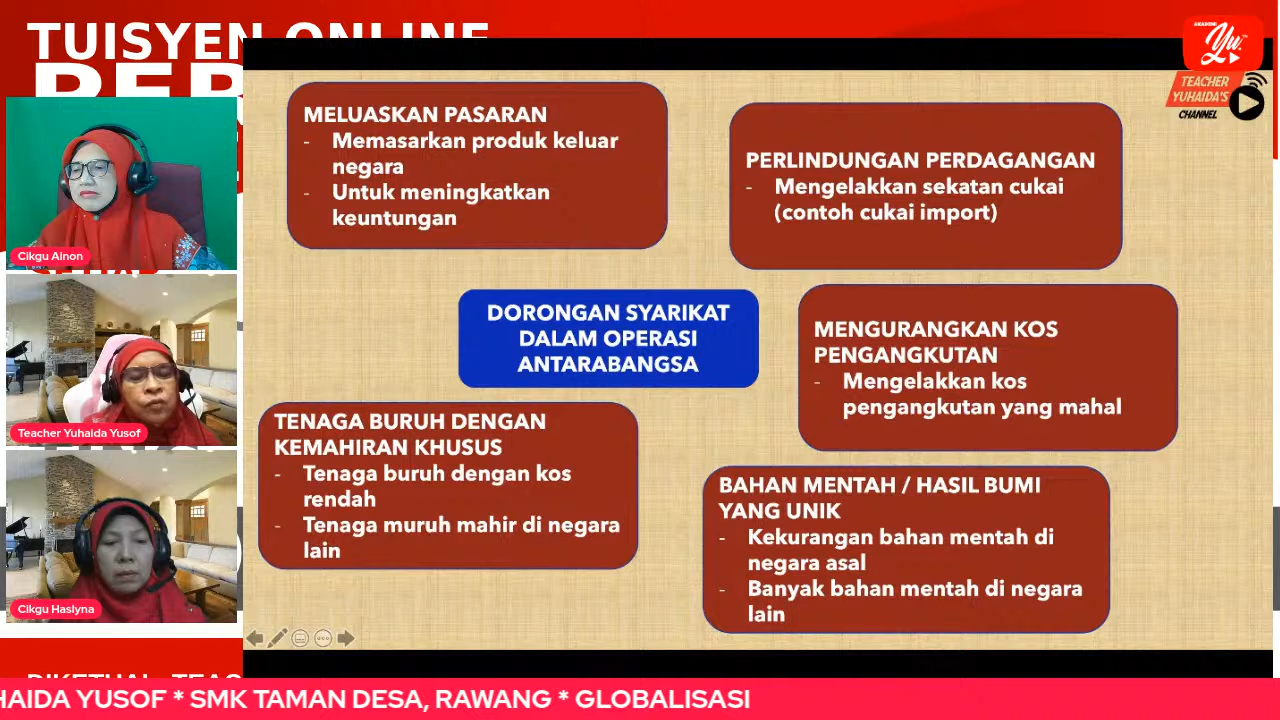 TUISYEN ONLINE
Cikgu Ainon
Teacher Yuhaida Yusof
Cikgu Haslyna
MELUASKAN PASARAN
- Memasarkan produk keluar
negara
- Untuk meningkatkan
keuntungan
PERLINDUNGAN PERDAGANGAN
- Mengelakkan sekatan cukai
(contoh cukai import)
DORONGAN SYARIKAT
DALAM OPERASI
ANTARABANGSA
MENGURANGKAN KOS
PENGANGKUTAN
- Mengelakkan kos
pengangkutan yang mahal
TENAGA BURUH DENGAN
KEMAHIRAN KHUSUS
- Tenaga buruh dengan kos
rendah
- Tenaga muruh mahir di negara
lain
BAHAN MENTAH / HASIL BUMI
YANG UNIK
- Kekurangan bahan mentah di
negara asal
- Banyak bahan mentah di negara
lain
AKADEMI
Yu.
TEACHER
YUHAIDA'S
CHANNEL
HAIDA YUSOF * SMK TAMAN DESA, RAWANG * GLOBALISASI